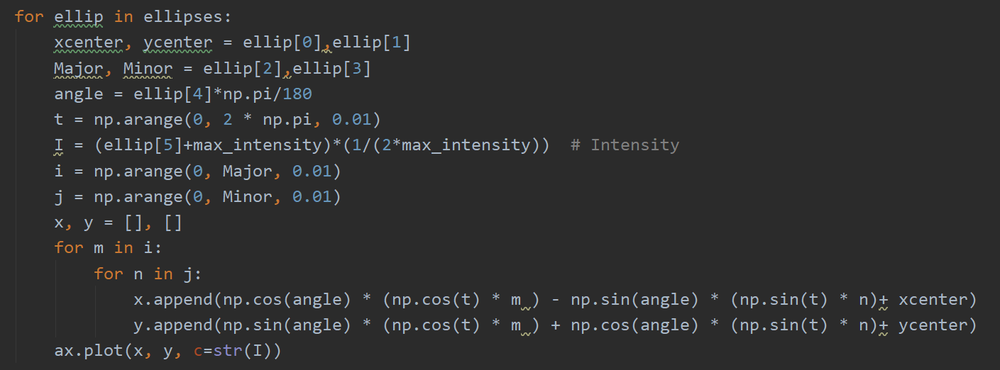 for ellip in ellipses:
    xcenter, ycenter = ellip[0],ellip[1]
    Major, Minor = ellip[2],ellip[3]
    angle = ellip[4]*np.pi/180
    t = np.arange(0, 2 * np.pi, 0.01)
    I = (ellip[5]+max_intensity)*(1/(2*max_intensity))  # Intensity
    i = np.arange(0, Major, 0.01)
    j = np.arange(0, Minor, 0.01)
    x, y = [], []
    for m in i:
        for n in j:
            x.append(np.cos(angle) * (np.cos(t) * m ) - np.sin(angle) * (np.sin(t) * n)+ xcenter)
            y.append(np.sin(angle) * (np.cos(t) * m ) + np.cos(angle) * (np.sin(t) * n)+ ycenter)
    ax.plot(x, y, c=str(I))